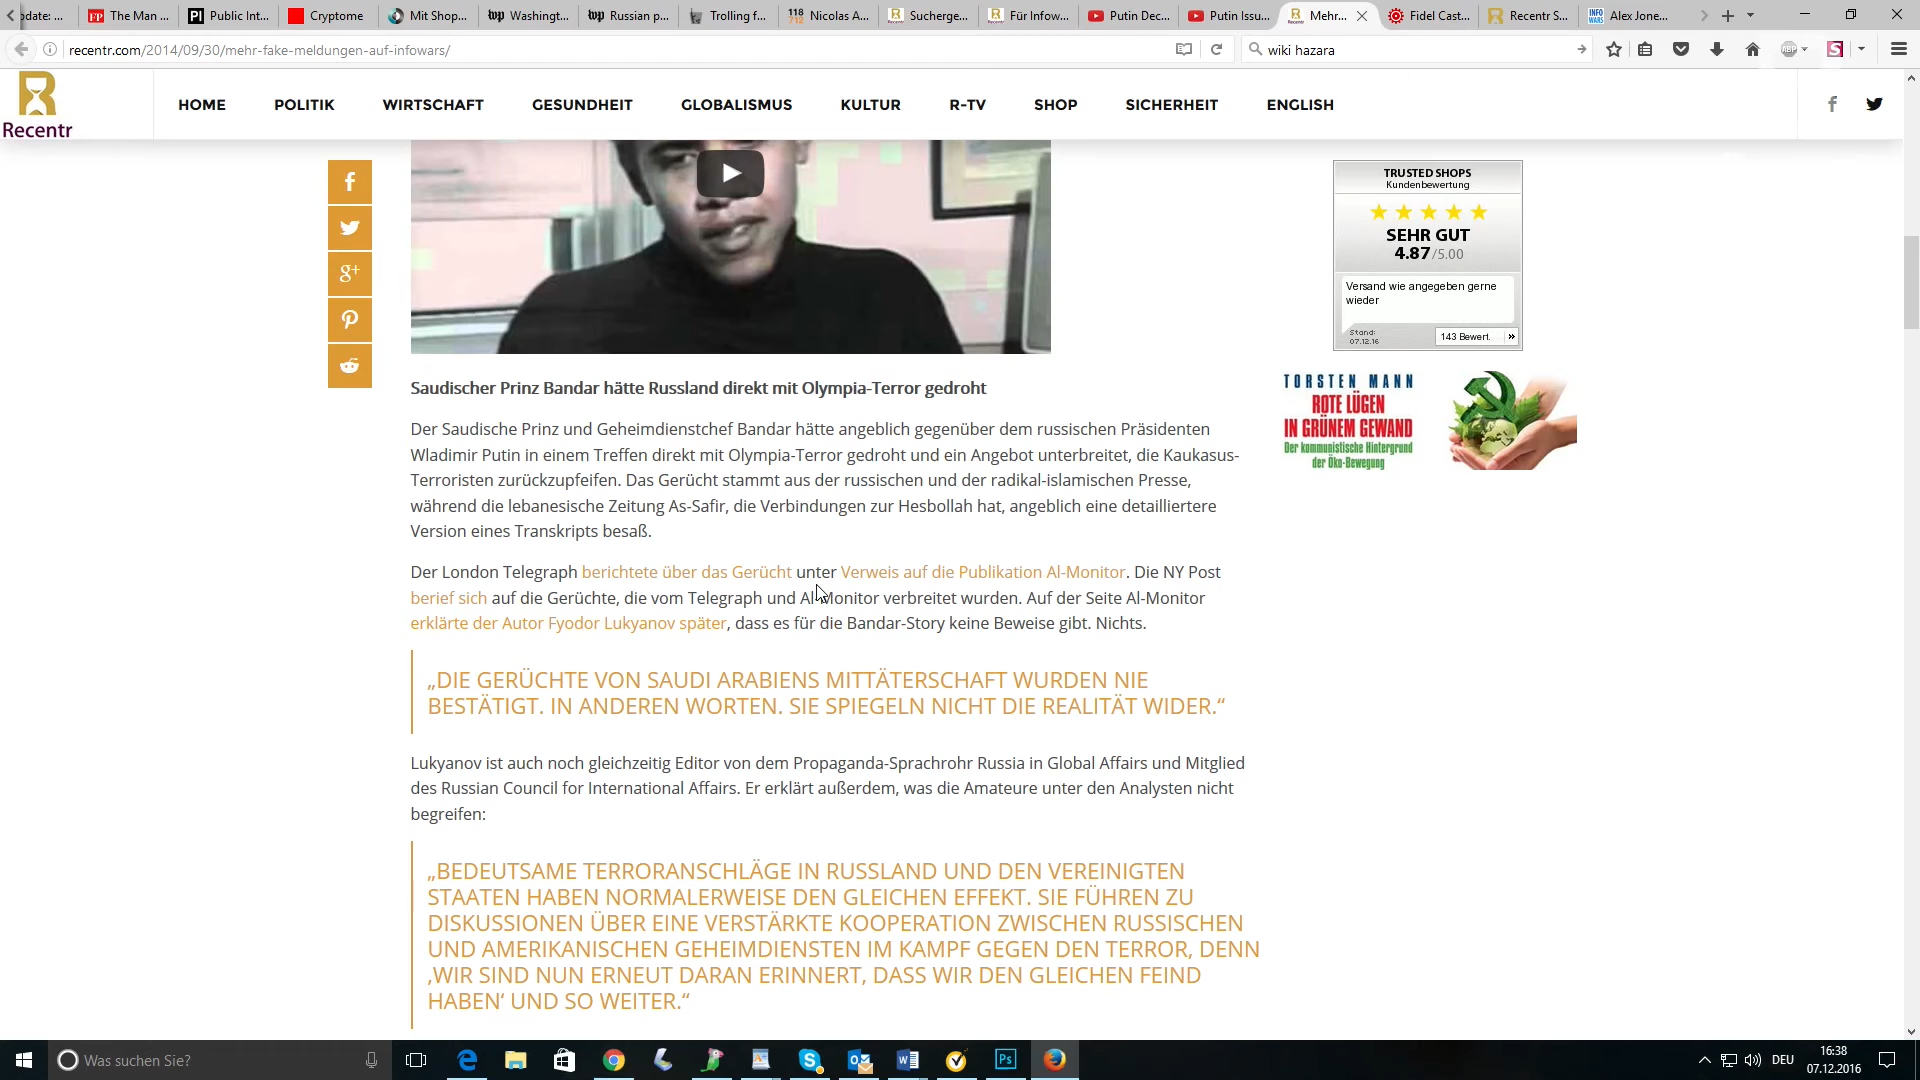 pdate: ...
The Man ...
Public Int...
Cryptome
Mit Shop...
Washingt...
Russian p...
Trolling f...
Nicolas A...
Sucherge...
Für Infow...
Putin Dec...
Putin Issu...
Mehr...
Fidel Cast...
Recentr S...
Alex Jone...
recentr.com/2014/09/30/mehr-fake-meldungen-auf-infowars/
wiki hazara
Recentr
HOME
POLITIK
WIRTSCHAFT
GESUNDHEIT
GLOBALISMUS
KULTUR
R-TV
SHOP
SICHERHEIT
ENGLISH
TRUSTED SHOPS
Kundenbewertung
SEHR GUT
4.87/5.00
Versand wie angegeben gerne
wieder
Stand:
07.12.16
143 Bewert.
TORSTEN MANN
ROTE LÜGEN
IN GRÜNEM GEWAND
Der kommunistische Hintergrund
der Öko-Bewegung
Saudischer Prinz Bandar hätte Russland direkt mit Olympia-Terror gedroht
Der Saudische Prinz und Geheimdienstchef Bandar hätte angeblich gegenüber dem russischen Präsidenten
Wladimir Putin in einem Treffen direkt mit Olympia-Terror gedroht und ein Angebot unterbreitet, die Kaukasus-
Terroristen zurückzupfeifen. Das Gerücht stammt aus der russischen und der radikal-islamischen Presse,
während die lebanesische Zeitung As-Safir, die Verbindungen zur Hesbollah hat, angeblich eine detailliertere
Version eines Transkripts besaß.
Der London Telegraph berichtete über das Gerücht unter Verweis auf die Publikation Al-Monitor. Die NY Post
berief sich auf die Gerüchte, die vom Telegraph und Al-Monitor verbreitet wurden. Auf der Seite Al-Monitor
erklärte der Autor Fyodor Lukyanov später, dass es für die Bandar-Story keine Beweise gibt. Nichts.
„DIE GERÜCHTE VON SAUDI ARABIENS MITTÄTERSCHAFT WURDEN NIE
BESTÄTIGT. IN ANDEREN WORTEN. SIE SPIEGELN NICHT DIE REALITÄT WIDER.“
Lukyanov ist auch noch gleichzeitig Editor von dem Propaganda-Sprachrohr Russia in Global Affairs und Mitglied
des Russian Council for International Affairs. Er erklärt außerdem, was die Amateure unter den Analysten nicht
begreifen:
„BEDEUTSAME TERRORANSCHLÄGE IN RUSSLAND UND DEN VEREINIGTEN
STAATEN HABEN NORMALERWEISE DEN GLEICHEN EFFEKT. SIE FÜHREN ZU
DISKUSSIONEN ÜBER EINE VERSTÄRKTE KOOPERATION ZWISCHEN RUSSISCHEN
UND AMERIKANISCHEN GEHEIMDIENSTEN IM KAMPF GEGEN DEN TERROR, DENN
‚WIR SIND NUN ERNEUT DARAN ERINNERT, DASS WIR DEN GLEICHEN FEIND
HABEN‘ UND SO WEITER.“
Was suchen Sie?
DEU
16:38
07.12.2016